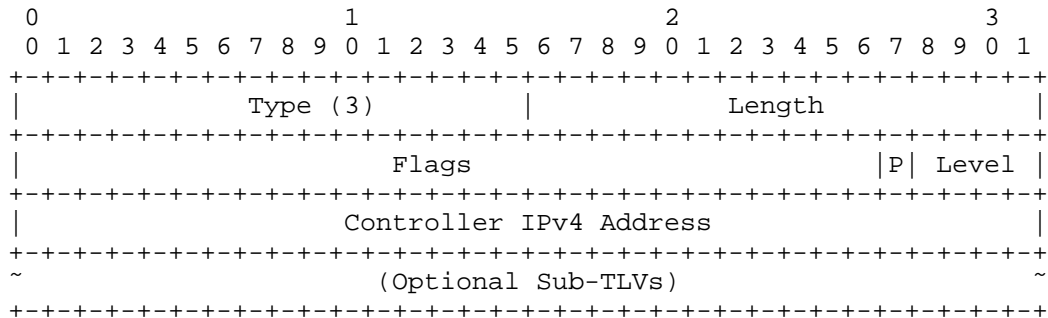 0                   1                   2                   3
 0 1 2 3 4 5 6 7 8 9 0 1 2 3 4 5 6 7 8 9 0 1 2 3 4 5 6 7 8 9 0 1
+-+-+-+-+-+-+-+-+-+-+-+-+-+-+-+-+-+-+-+-+-+-+-+-+-+-+-+-+-+-+-+-+
|           Type (3)            |            Length             |
+-+-+-+-+-+-+-+-+-+-+-+-+-+-+-+-+-+-+-+-+-+-+-+-+-+-+-+-+-+-+-+-+
|                       Flags                         |P| Level |
+-+-+-+-+-+-+-+-+-+-+-+-+-+-+-+-+-+-+-+-+-+-+-+-+-+-+-+-+-+-+-+-+
|                    Controller IPv4 Address                    |
+-+-+-+-+-+-+-+-+-+-+-+-+-+-+-+-+-+-+-+-+-+-+-+-+-+-+-+-+-+-+-+-+
~                      (Optional Sub-TLVs)                      ~
+-+-+-+-+-+-+-+-+-+-+-+-+-+-+-+-+-+-+-+-+-+-+-+-+-+-+-+-+-+-+-+-+